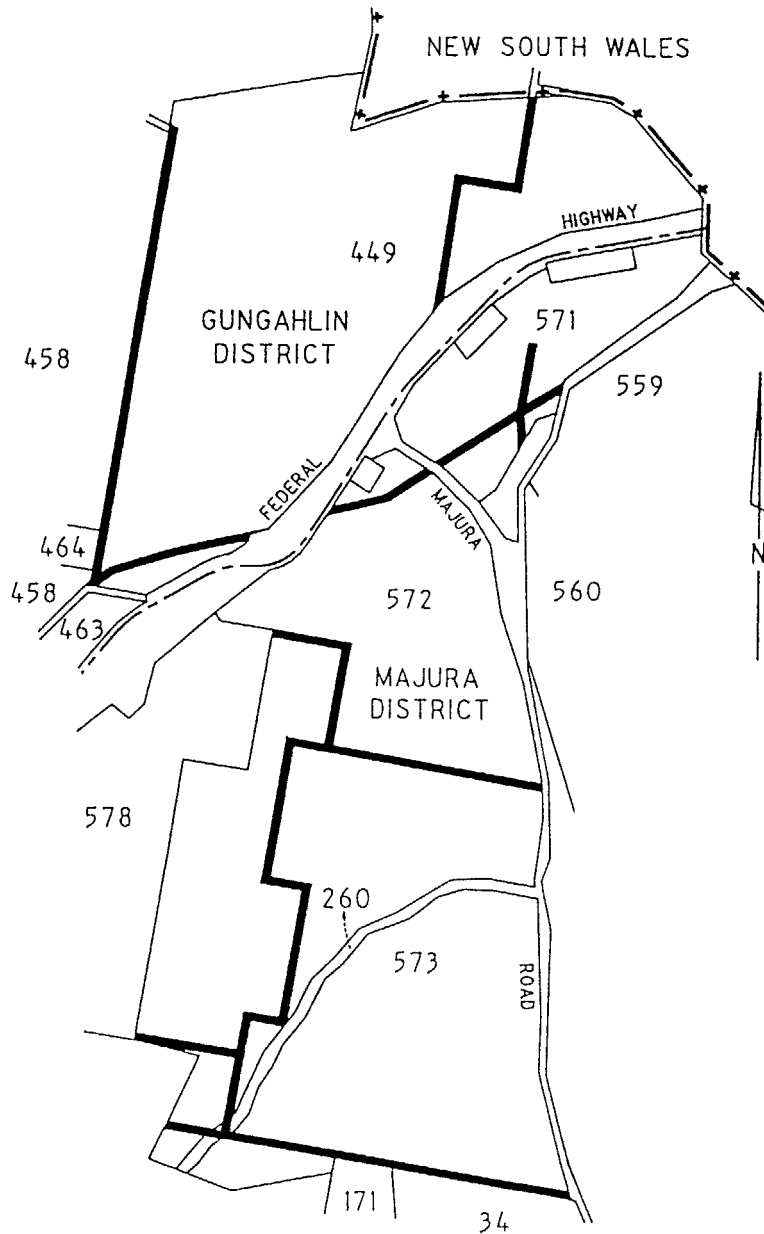 NEW SOUTH WALES
HIGHWAY
449
571
GUNGAHLIN
DISTRICT
458
559
FEDERAL
MAJURA
464
N
458
572
560
463
MAJURA
DISTRICT
578
260
573
ROAD
171
34